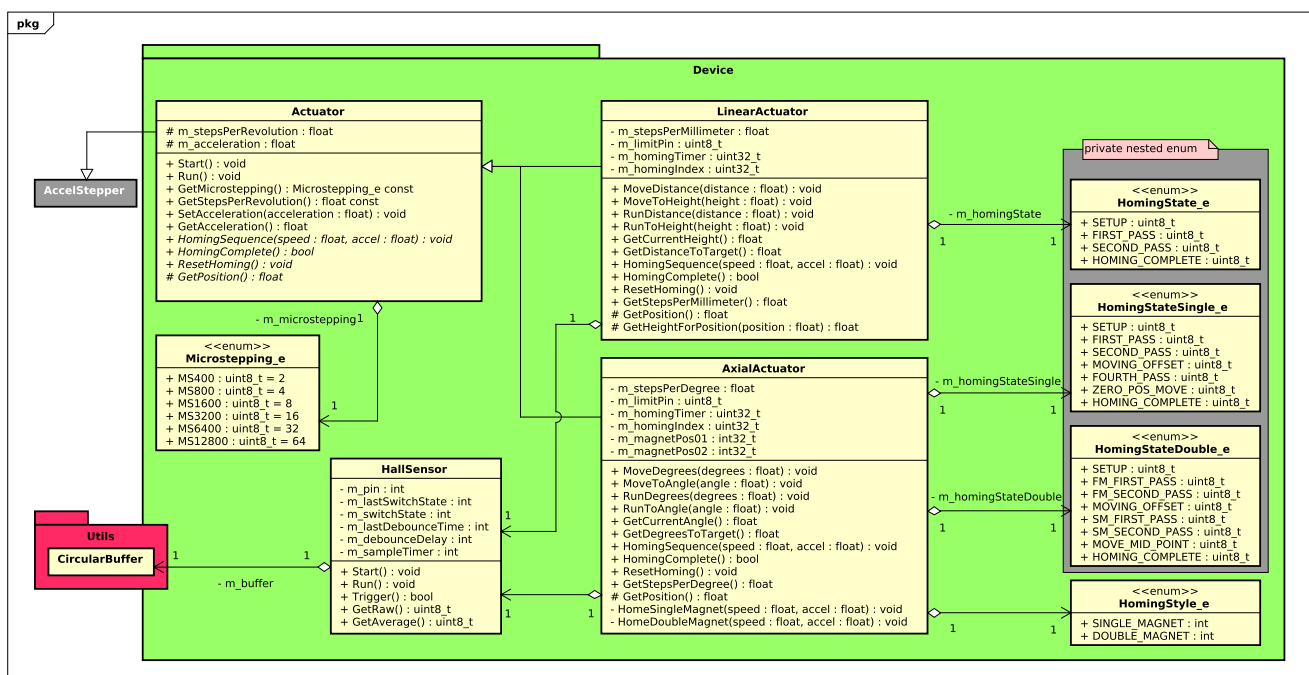 pkg
Device
Actuator
# m_stepsPerRevolution : float
# m_acceleration : float
+ Start() : void
+ Run() : void
+ GetMicrostepping() : Microstepping_e const
+ GetStepsPerRevolution() : float const
+ SetAcceleration(acceleration : float) : void
+ GetAcceleration() : float
+ HomingSequence(speed : float, accel : float) : void
+ HomingComplete() : bool
+ ResetHoming() : void
# GetPosition() : float
AccelStepper
- m_microstepping
1
1
<<enum>>
Microstepping_e
+ MS400 : uint8_t = 2
+ MS800 : uint8_t = 4
+ MS1600 : uint8_t = 8
+ MS3200 : uint8_t = 16
+ MS6400 : uint8_t = 32
+ MS12800 : uint8_t = 64
HallSensor
- m_pin : int
- m_lastSwitchState : int
- m_switchState : int
- m_lastDebounceTime : int
- m_debounceDelay : int
- m_sampleTimer : int
+ Start() : void
+ Run() : void
+ Trigger() : bool
+ GetRaw() : uint8_t
+ GetAverage() : uint8_t
Utils
CircularBuffer
1
1
- m_buffer
LinearActuator
- m_stepsPerMillimeter : float
- m_limitPin : uint8_t
- m_homingTimer : uint32_t
- m_homingIndex : uint32_t
+ MoveDistance(distance : float) : void
+ MoveToHeight(height : float) : void
+ RunDistance(distance : float) : void
+ RunToHeight(height : float) : void
+ GetCurrentHeight() : float
+ GetDistanceToTarget() : float
+ HomingSequence(speed : float, accel : float) : void
+ HomingComplete() : bool
+ ResetHoming() : void
+ GetStepsPerMillimeter() : float
# GetPosition() : float
# GetHeightForPosition(position : float) : float
1
1
AxialActuator
- m_stepsPerDegree : float
- m_limitPin : uint8_t
- m_homingTimer : uint32_t
- m_homingIndex : uint32_t
- m_magnetPos01 : int32_t
- m_magnetPos02 : int32_t
+ MoveDegrees(degrees : float) : void
+ MoveToAngle(angle : float) : void
+ RunDegrees(degrees : float) : void
+ RunToAngle(angle : float) : void
+ GetCurrentAngle() : float
+ GetDegreesToTarget() : float
+ HomingSequence(speed : float, accel : float) : void
+ HomingComplete() : bool
+ ResetHoming() : void
+ GetStepsPerDegree() : float
# GetPosition() : float
- HomeSingleMagnet(speed : float, accel : float) : void
- HomeDoubleMagnet(speed : float, accel : float) : void
1
1
private nested enum
- m_homingState
1
1
<<enum>>
HomingState_e
+ SETUP : uint8_t
+ FIRST_PASS : uint8_t
+ SECOND_PASS : uint8_t
+ HOMING_COMPLETE : uint8_t
- m_homingStateSingle
1
1
<<enum>>
HomingStateSingle_e
+ SETUP : uint8_t
+ FIRST_PASS : uint8_t
+ SECOND_PASS : uint8_t
+ MOVING_OFFSET : uint8_t
+ FOURTH_PASS : uint8_t
+ ZERO_POS_MOVE : uint8_t
+ HOMING_COMPLETE : uint8_t
- m_homingStateDouble
1
1
<<enum>>
HomingStateDouble_e
+ SETUP : uint8_t
+ FM_FIRST_PASS : uint8_t
+ FM_SECOND_PASS : uint8_t
+ MOVING_OFFSET : uint8_t
+ SM_FIRST_PASS : uint8_t
+ SM_SECOND_PASS : uint8_t
+ MOVE_MID_POINT : uint8_t
+ HOMING_COMPLETE : uint8_t
1
1
<<enum>>
HomingStyle_e
+ SINGLE_MAGNET : int
+ DOUBLE_MAGNET : int